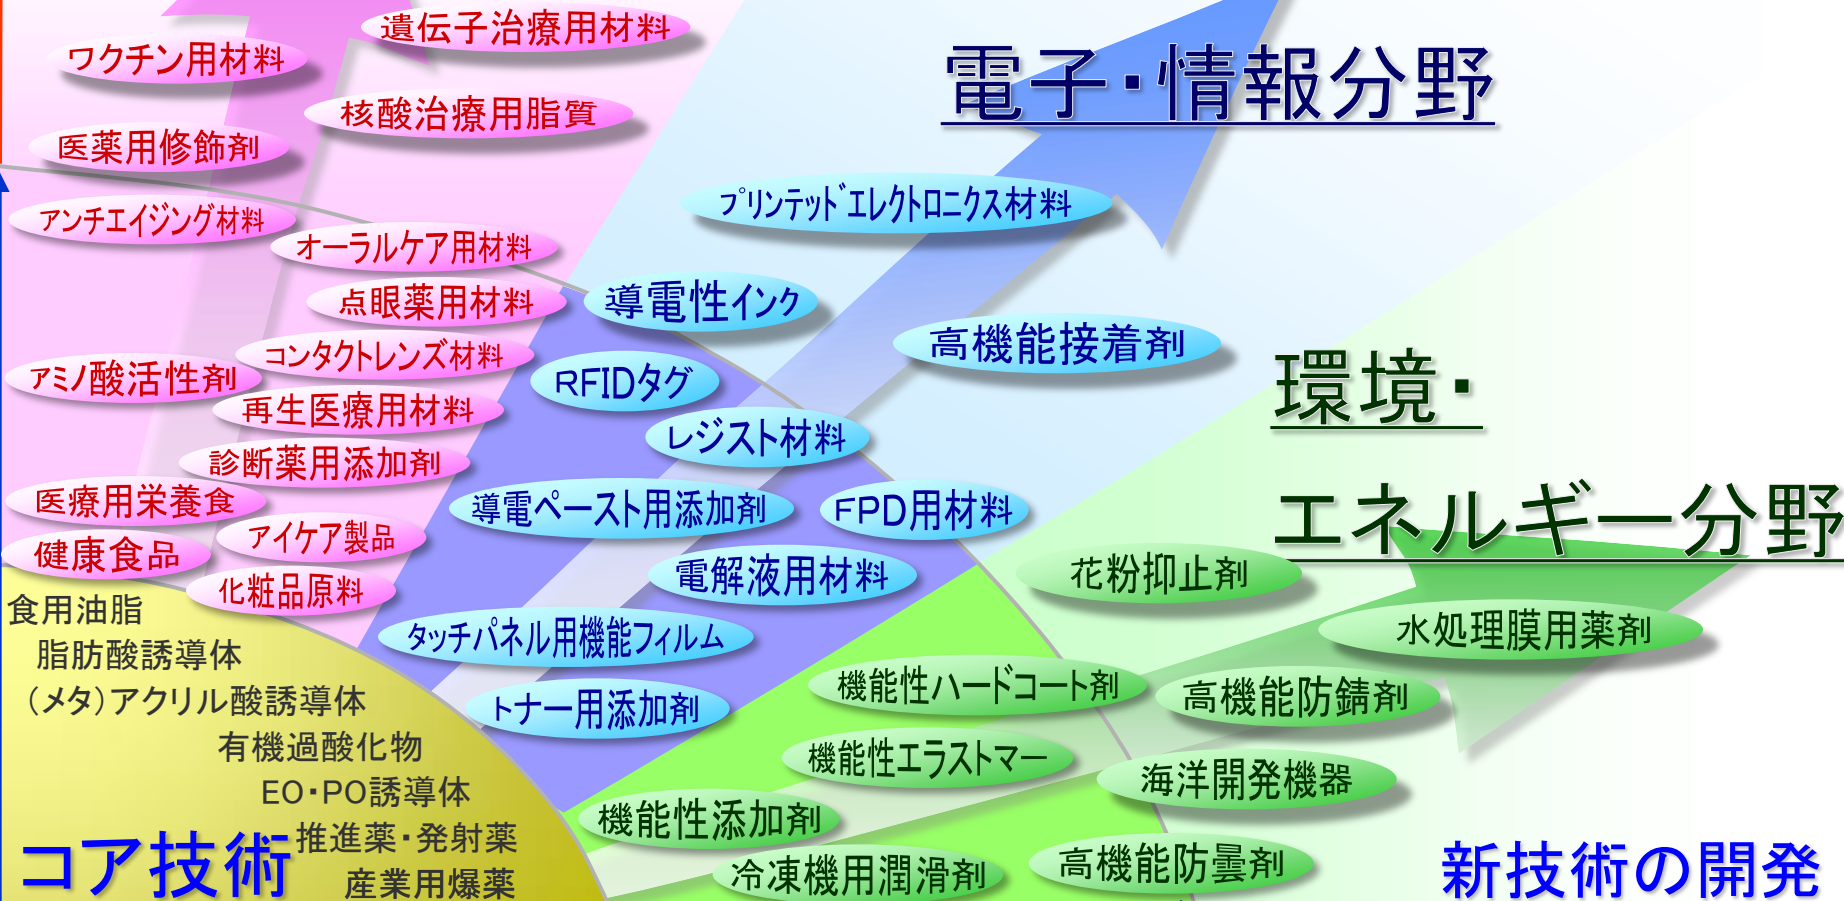 遺伝子治療用材料
ワクチン用材料
核酸治療用脂質
医薬用修飾剤
アンチエイジング材料
オーラルケア用材料
点眼薬用材料
コンタクトレンズ材料
アミノ酸活性剤
再生医療用材料
診断薬用添加剤
医療用栄養食
アイケア製品
健康食品
化粧品原料
電子・情報分野
プリンテッドエレクトロニクス材料
導電性インク
高機能接着剤
RFIDタグ
レジスト材料
導電ペースト用添加剤
FPD用材料
電解液用材料
タッチパネル用機能フィルム
トナー用添加剤
環境・
エネルギー分野
花粉抑止剤
水処理膜用薬剤
機能性ハードコート剤
高機能防錆剤
機能性エラストマー
海洋開発機器
機能性添加剤
冷凍機用潤滑剤
高機能防曇剤
食用油脂
脂肪酸誘導体
（メタ）アクリル酸誘導体
有機過酸化物
EO・PO誘導体
推進薬・発射薬
産業用爆薬
コア技術
新技術の開発